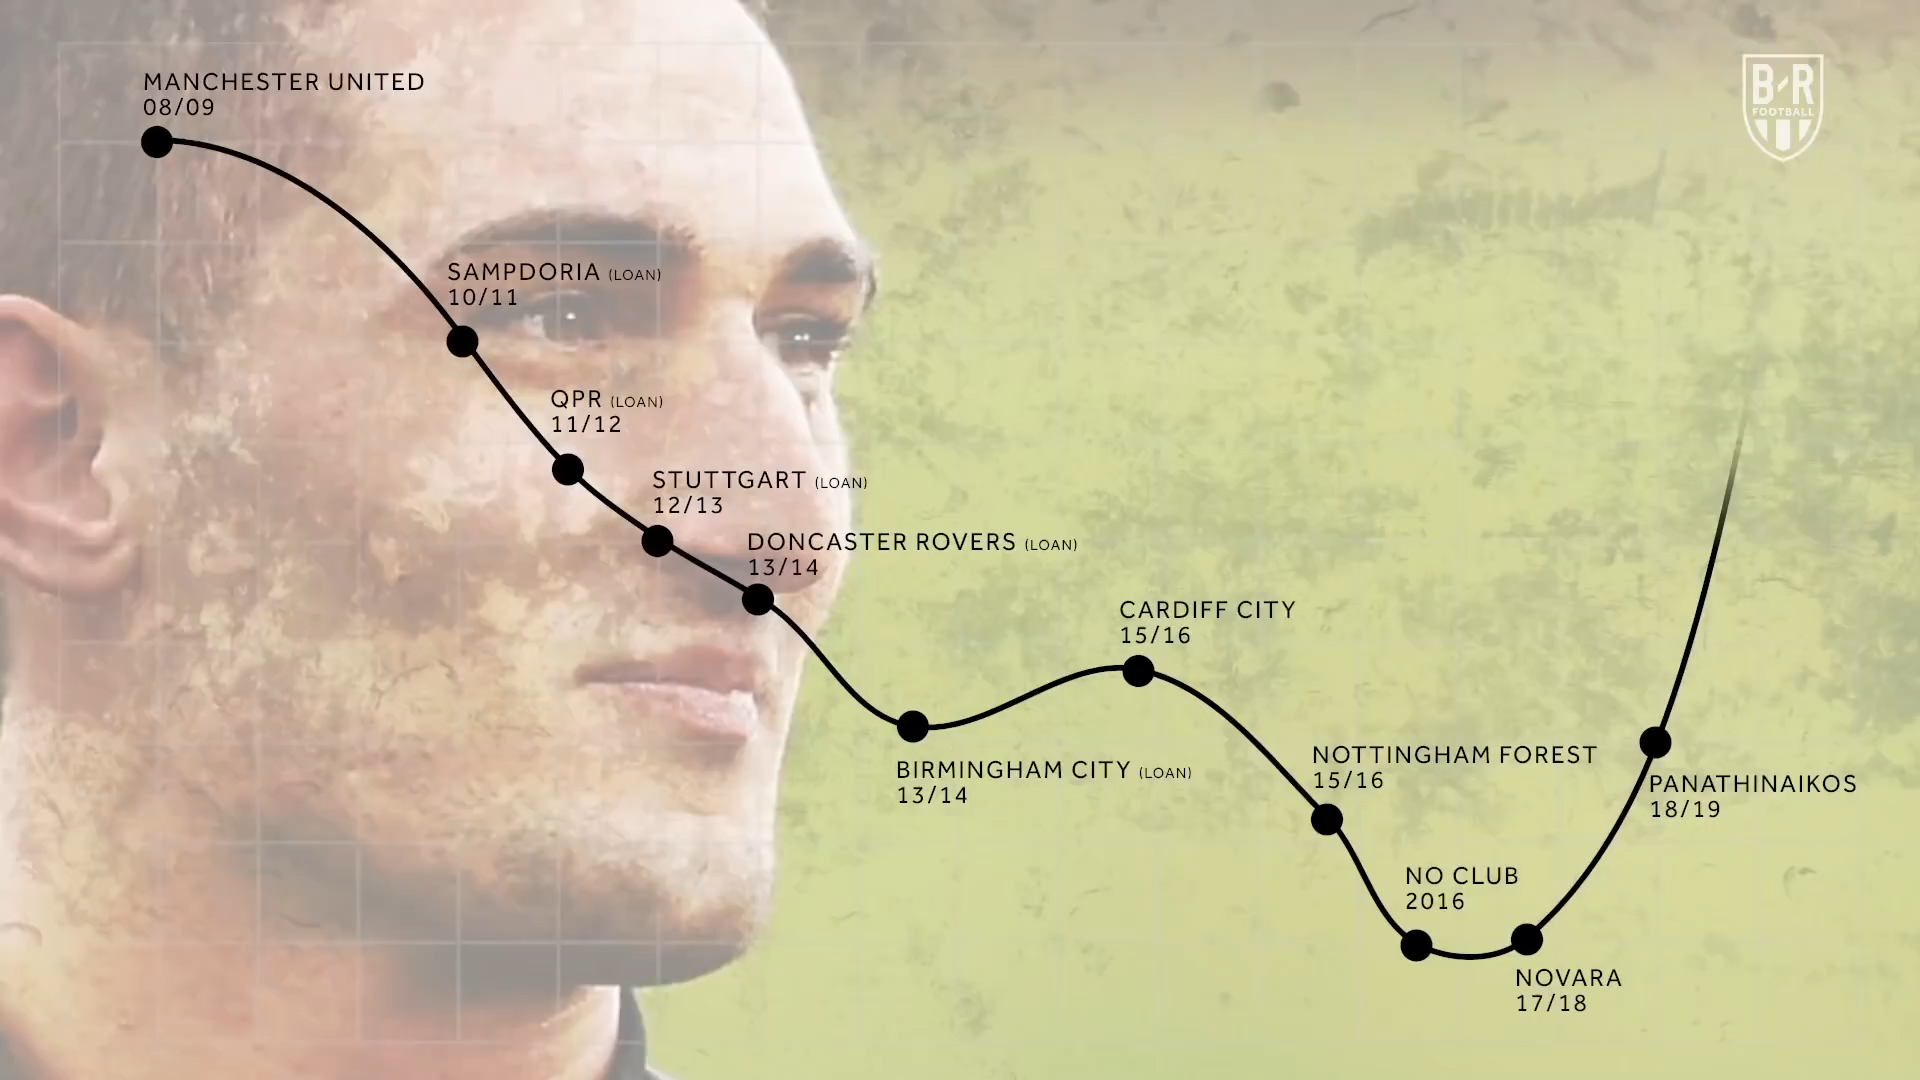 MANCHESTER UNITED
08/09
B/R
FOOTBALL
SAMPDORIA (LOAN)
10/11
QPR (LOAN)
11/12
STUTTGART (LOAN)
12/13
DONCASTER ROVERS (LOAN)
13/14
CARDIFF CITY
15/16
BIRMINGHAM CITY (LOAN)
13/14
NOTTINGHAM FOREST
15/16
PANATHINAIKOS
18/19
NO CLUB
2016
NOVARA
17/18